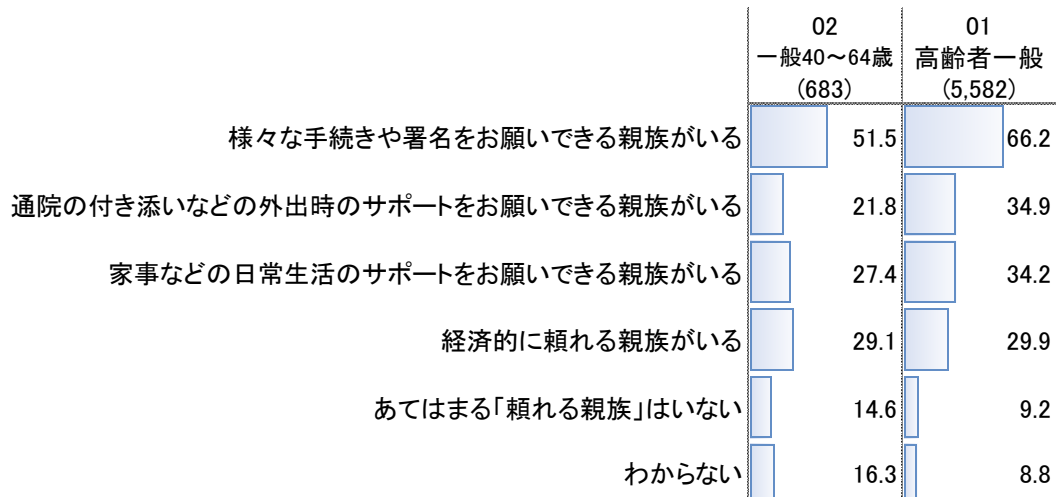 02 01
一般40～64歳 高齢者一般
(683) (5,582)
様々な手続きや署名をお願いできる親族がいる 51.5 66.2
通院の付き添いなどの外出時のサポートをお願いできる親族がいる 21.8 34.9
家事などの日常生活のサポートをお願いできる親族がいる 27.4 34.2
経済的に頼れる親族がいる 29.1 29.9
あてはまる「頼れる親族」はいない 14.6 9.2
わからない 16.3 8.8